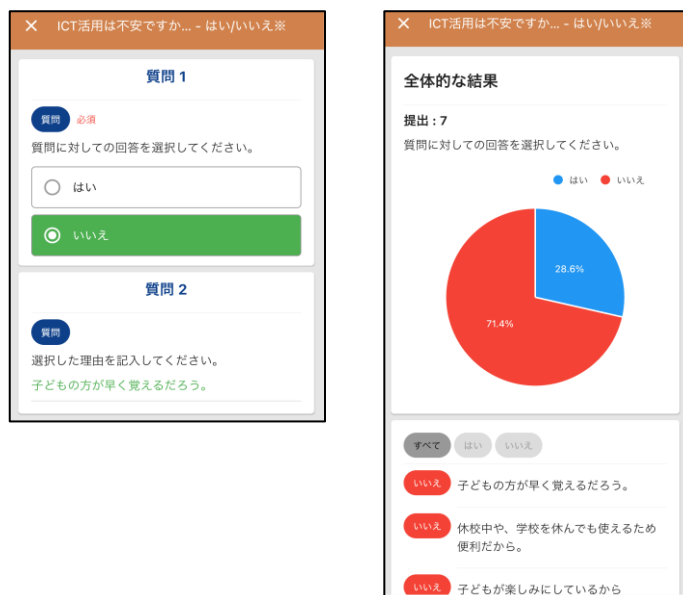 × ICT活用は不安ですか... - はい/いいえ※
質問 1
質問 必須
質問に対しての回答を選択してください。
はい
いいえ
質問 2
質問
選択した理由を記入してください。
子どもの方が早く覚えるだろう。
× ICT活用は不安ですか... - はい/いいえ※
全体的な結果
提出 : 7
質問に対しての回答を選択してください。
はい いいえ
28.6%
71.4%
すべて はい いいえ
いいえ 子どもの方が早く覚えるだろう。
いいえ 休校中や、学校を休んでも使えるため
便利だから。
いいえ 子どもが楽しみにしているから